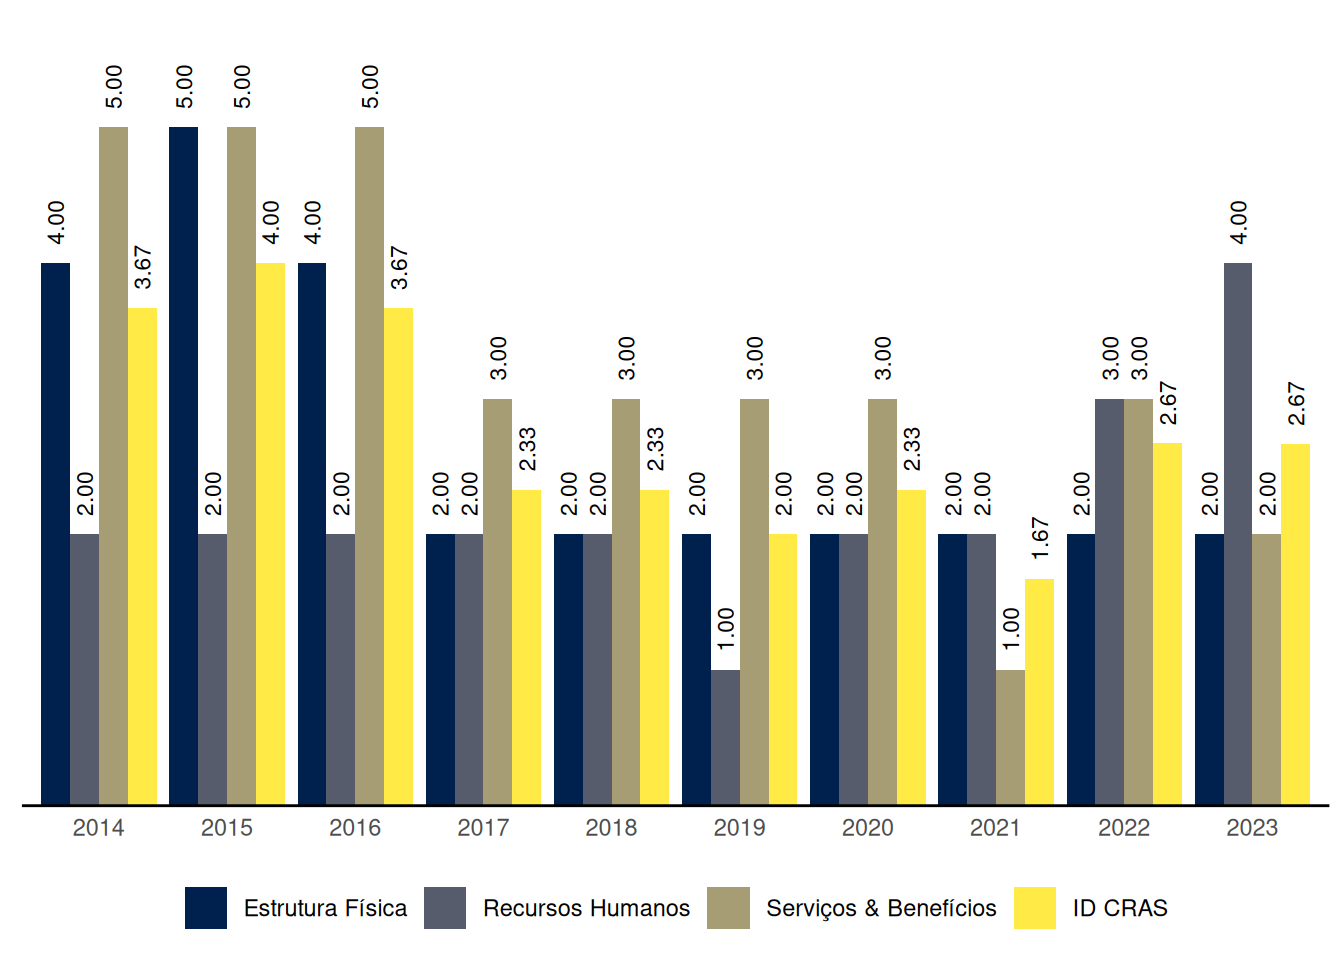 4.00 2.00 5.00 3.67 5.00 2.00 5.00 4.00 4.00 2.00 5.00 3.67 2.00 2.00 3.00 2.33 2.00 2.00 3.00 2.33 2.00 1.00 3.00 2.00 2.00 2.00 3.00 2.33 2.00 2.00 1.00 1.67 2.00 3.00 3.00 2.67 2.00 4.00 2.00 2.67
2014 2015 2016 2017 2018 2019 2020 2021 2022 2023
Estrutura Física Recursos Humanos Serviços & Benefícios ID CRAS